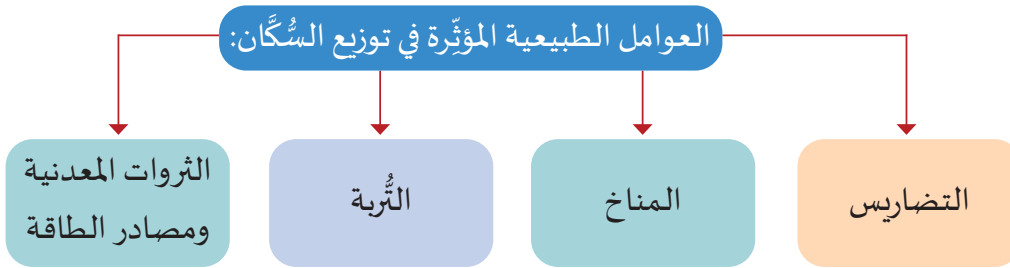 العوامل الطبيعية المؤثِّرة في توزيع السُّكَّان:
التضاريس
المناخ
التُّربة
الثروات المعدنية
ومصادر الطاقة